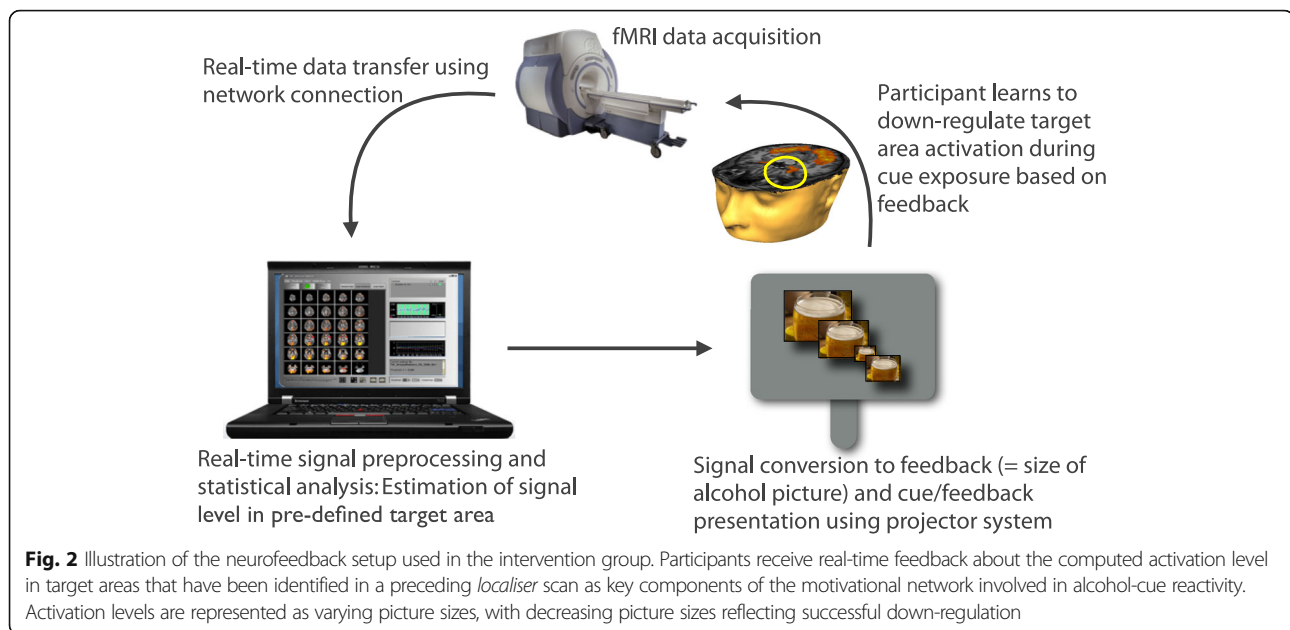 fMRI data acquisition
Real-time data transfer using
network connection
Participant learns to
down-regulate target
area activation during
cue exposure based on
feedback
Real-time signal preprocessing and
statistical analysis: Estimation of signal
level in pre-defined target area
Signal conversion to feedback (= size of
alcohol picture) and cue/feedback
presentation using projector system
Fig. 2 Illustration of the neurofeedback setup used in the intervention group. Participants receive real-time feedback about the computed activation level
in target areas that have been identified in a preceding localiser scan as key components of the motivational network involved in alcohol-cue reactivity.
Activation levels are represented as varying picture sizes, with decreasing picture sizes reflecting successful down-regulation